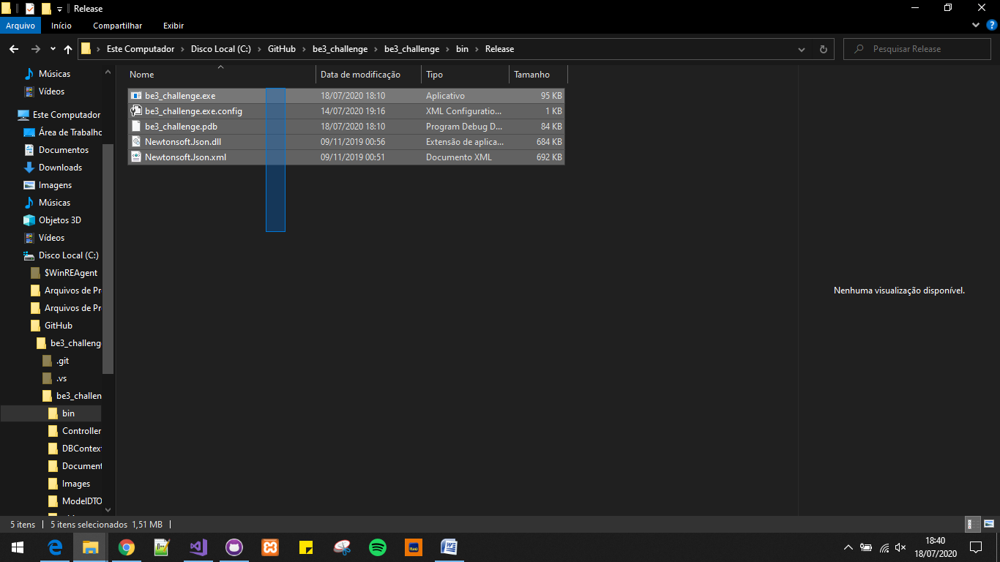 Release
Arquivo Início Compartilhar Exibir
Este Computador Disco Local (C:) GitHub be3_challenge be3_challenge bin Release
Pesquisar Release
Nome Data de modificação Tipo Tamanho
be3_challenge.exe 18/07/2020 18:10 Aplicativo 95 KB
be3_challenge.exe.config 14/07/2020 19:16 XML Configuratio... 1 KB
be3_challenge.pdb 18/07/2020 18:10 Program Debug D... 84 KB
Newtonsoft.Json.dll 09/11/2019 00:56 Extensão de aplica... 684 KB
Newtonsoft.Json.xml 09/11/2019 00:51 Documento XML 692 KB
Músicas
Vídeos
Este Computador
Área de Trabalho
Documentos
Downloads
Imagens
Músicas
Objetos 3D
Vídeos
Disco Local (C:)
$WinREAgent
Arquivos de Pr
Arquivos de Pr
GitHub
be3_challeng
.git
.vs
be3_challen
bin
Controller
DBContex
Document
Images
ModelDTO
Nenhuma visualização disponível.
5 itens 5 itens selecionados 1,51 MB
18:40
18/07/2020